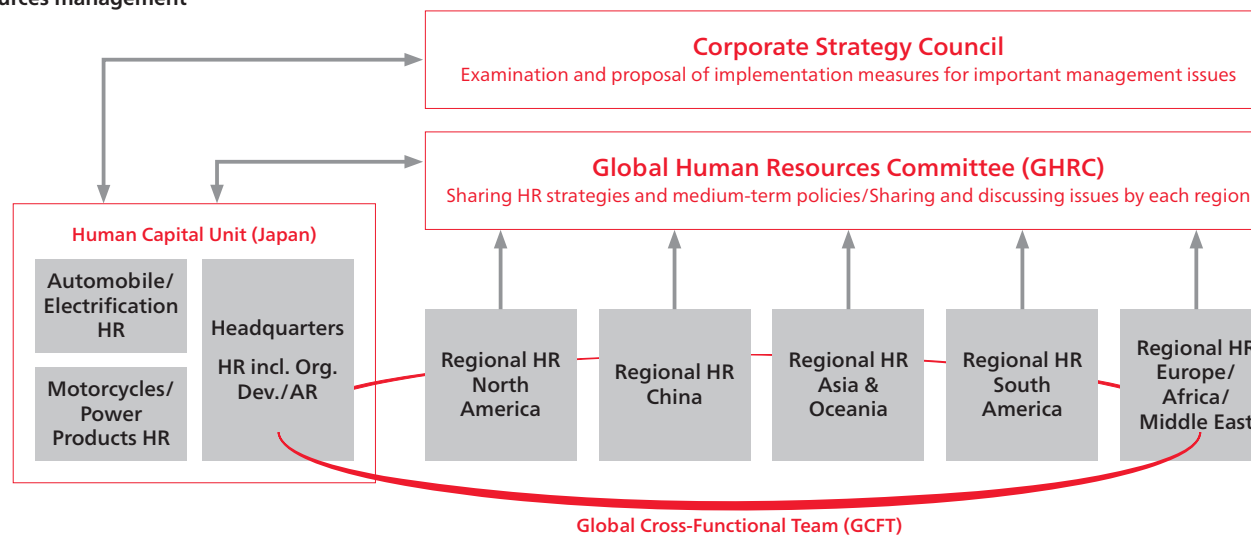 management
Corporate Strategy Council
Examination and proposal of implementation measures for important management issues
Global Human Resources Committee (GHRC)
Sharing HR strategies and medium-term policies/Sharing and discussing issues by each region
Human Capital Unit (Japan)
Automobile/
Electrification
HR
Motorcycles/
Power
Products HR
Headquarters
HR incl. Org.
Dev./AR
Regional HR
North
America
Regional HR
China
Regional HR
Asia &
Oceania
Regional HR
South
America
Regional HR
Europe/
Africa/
Middle East
Global Cross-Functional Team (GCFT)